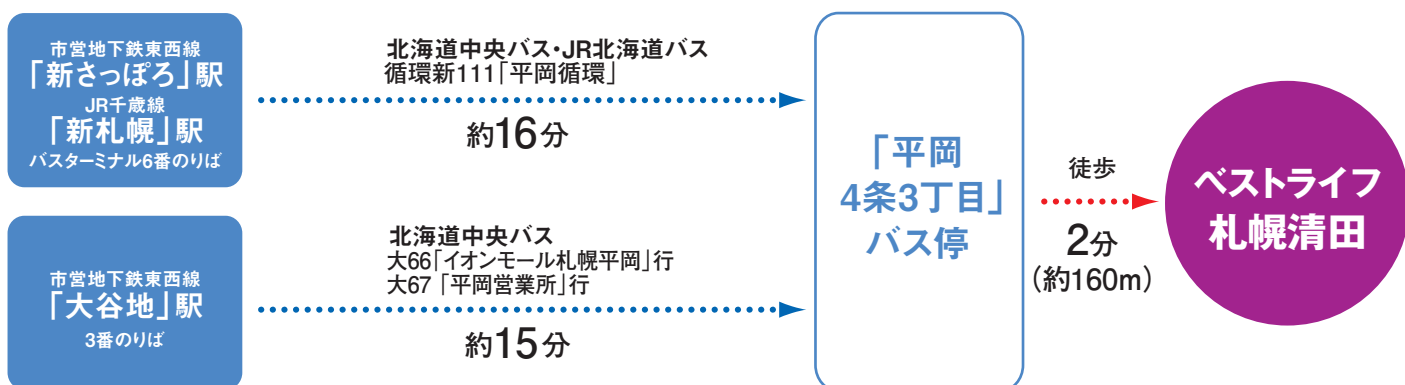 市営地下鉄東西線
「新さっぽろ」駅
JR千歳線
「新札幌」駅
バスターミナル6番のりば
北海道中央バス・JR北海道バス
循環新111「平岡循環」
約16分
市営地下鉄東西線
「大谷地」駅
3番のりば
北海道中央バス
大66「イオンモール札幌平岡」行
大67「平岡営業所」行
約15分
「平岡
4条3丁目」
バス停
徒歩
2分
(約160m)
ベストライフ
札幌清田